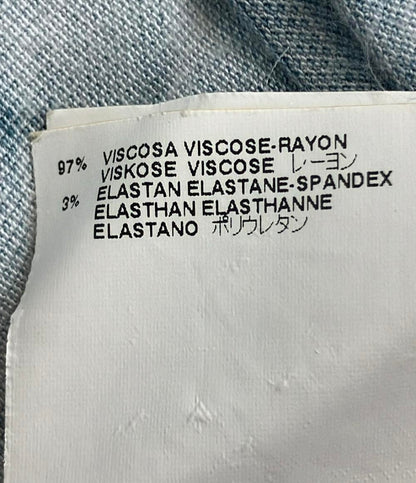 97% VISCOSA VISCOSE-RAYON
VISKOSE VISCOSE レーヨン
3% ELASTAN ELASTANE-SPANDEX
ELASTHAN ELASTHANNE
ELASTANO ポリウレタン